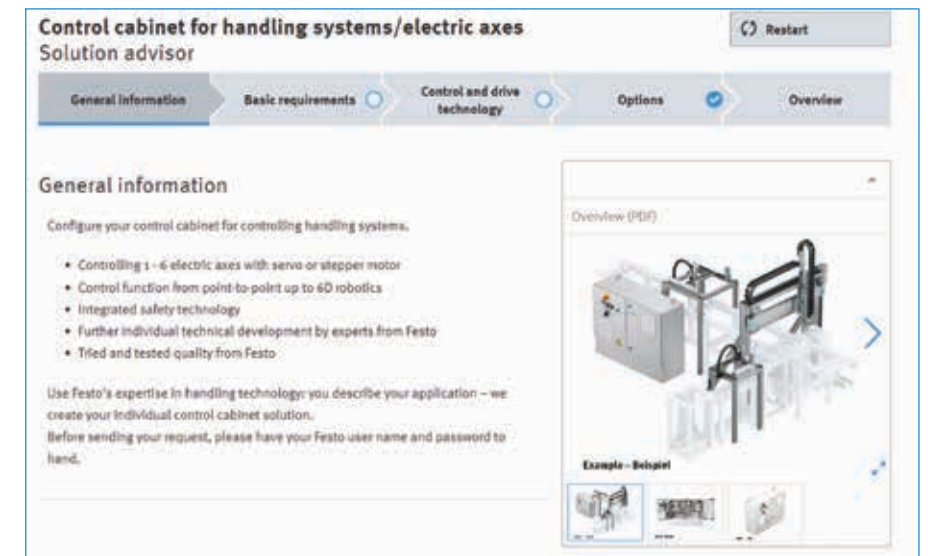 Control cabinet for handling systems/electric axes
Solution advisor
Restart
General information
Basic requirements
Control and drive
technology
Options
Overview
General information
Configure your control cabinet for controlling handling systems.
• Controlling 1 - 6 electric axes with servo or stepper motor
• Control function from point-to-point up to 6D robotics
• Integrated safety technology
• Further individual technical development by experts from Festo
• Tried and tested quality from Festo
Use Festo's expertise in handling technology: you describe your application – we
create your individual control cabinet solution.
Before sending your request, please have your Festo user name and password to
hand.
Overview (PDF)
Example – Beispiel